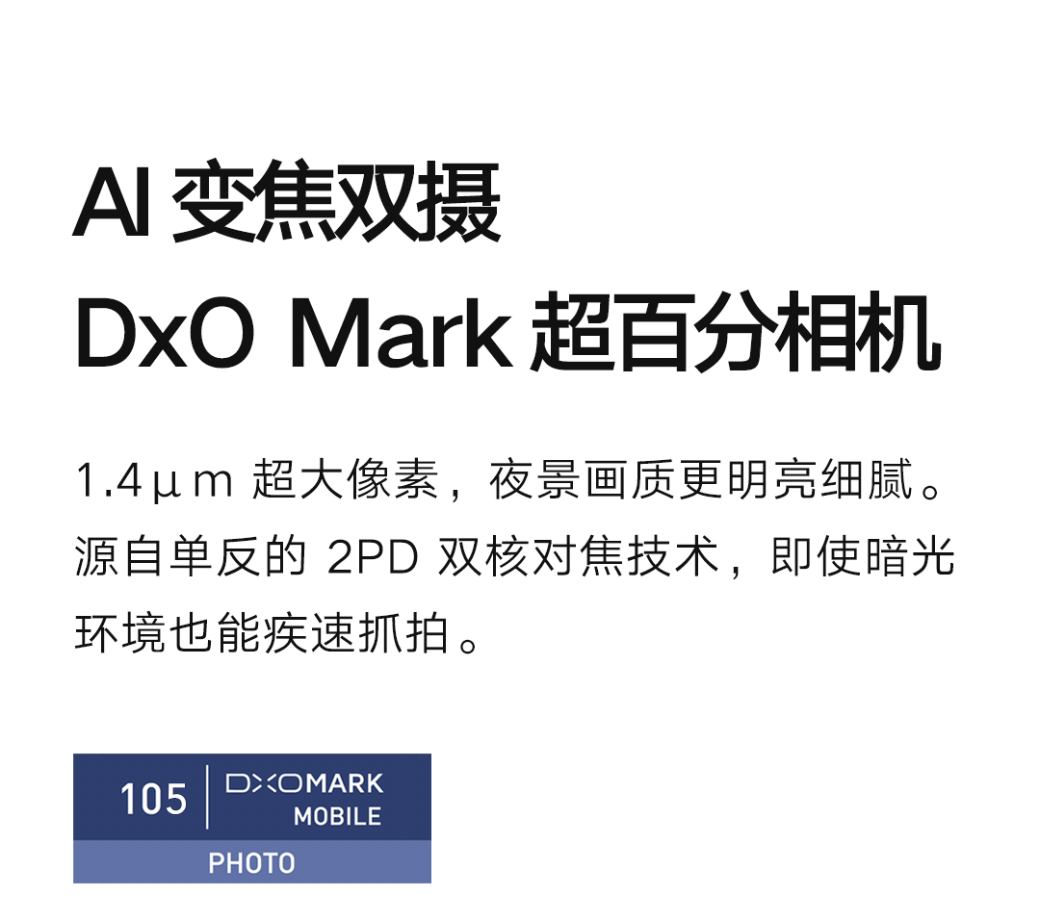 AI 变焦双摄
DxO Mark 超百分相机
1.4μm 超大像素，夜景画质更明亮细腻。
源自单反的 2PD 双核对焦技术，即使暗光
环境也能疾速抓拍。
105 DXOMARK
MOBILE
PHOTO